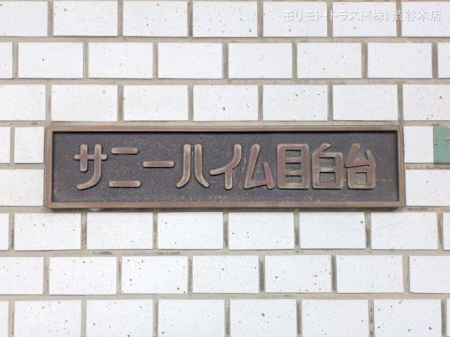 モリモト・トラスト(株) 渋谷本店
サニーハイム目白台